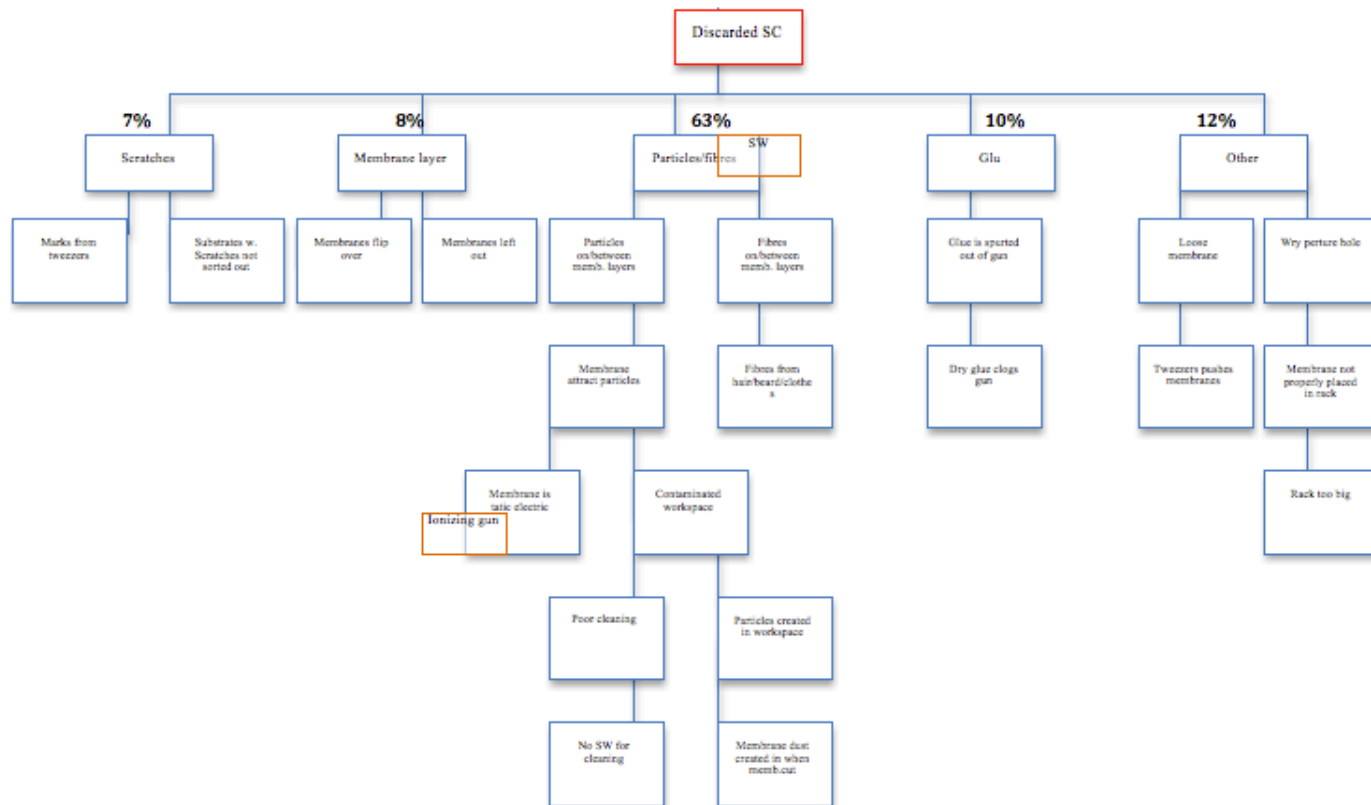 Discarded SC
7%
8%
63%
10%
12%
Scratches
Membrane layer
Particles/fibres
SW
Glu
Other
Marks from
tweezers
Substrates w.
Scratches not
sorted out
Membranes flip
over
Membranes left
out
Particles
on/between
memb. layers
Fibres
on/between
memb. layers
Glue is spurted
out of gun
Loose
membrane
Wry perture hole
Membrane
attract particles
Fibres from
hair/beard/clothe
s
Dry glue clogs
gun
Tweezers pushes
membranes
Membrane not
properly placed
in rack
Membrane is
tatic electric
Ionizing gun
Contaminated
workspace
Rack too big
Poor cleaning
Particles created
in workspace
No SW for
cleaning
Membrane dust
created in when
memb.cut